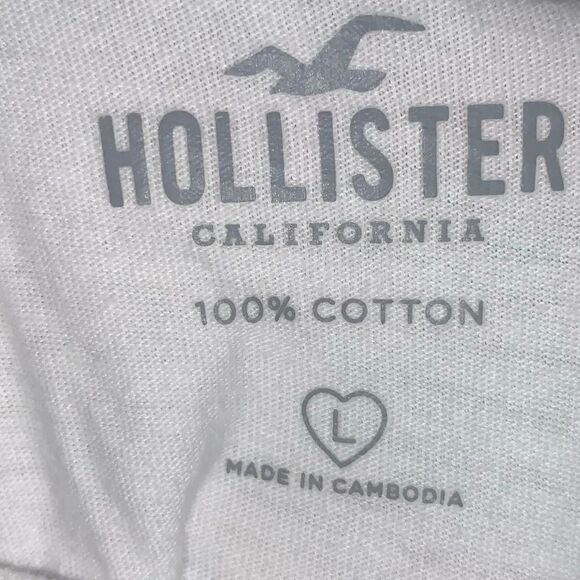 HOLLISTER
CALIFORNIA
100% COTTON
L
MADE IN CAMBODIA